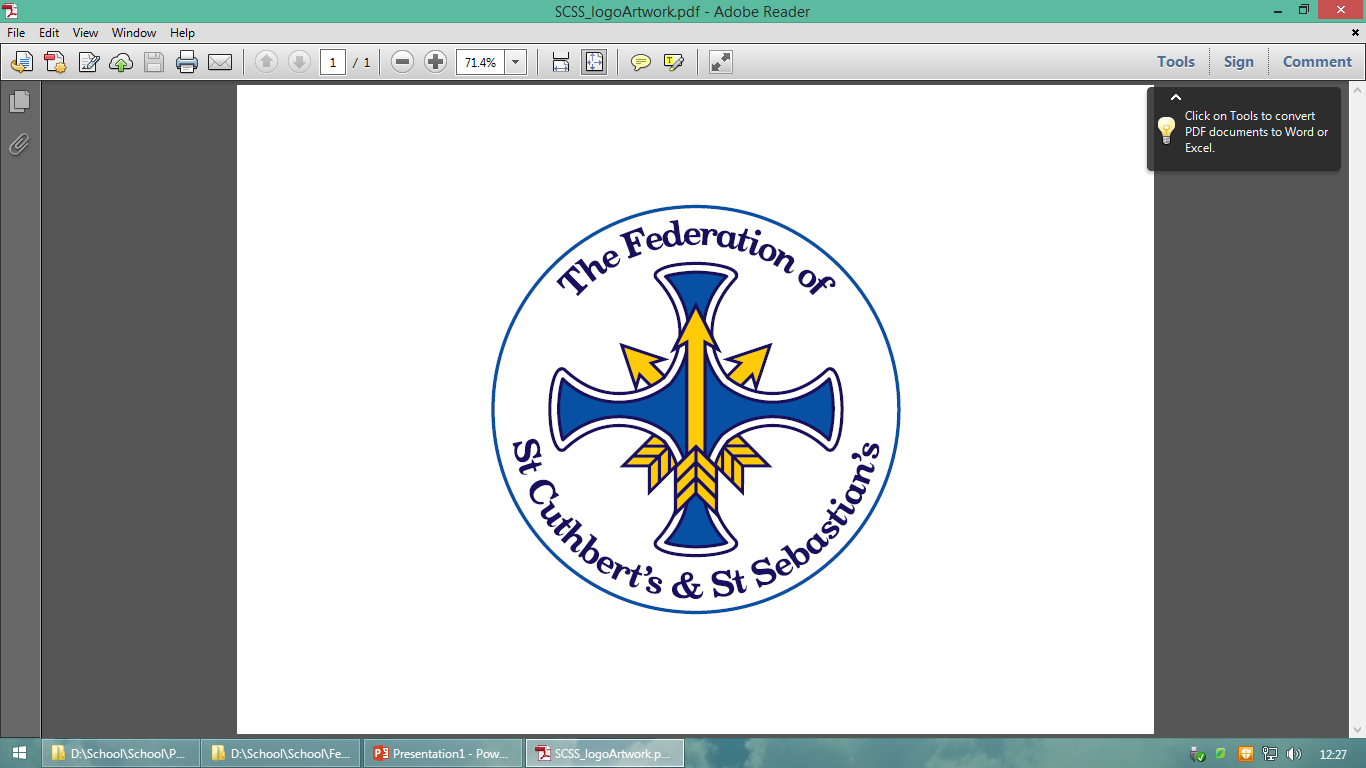 SCSS_logoArtwork.pdf - Adobe Reader
File Edit View Window Help
1 / 1 71.4% Tools Sign Comment
Click on Tools to convert
PDF documents to Word or
Excel.
The Federation of
St Cuthbert's & St Sebastian's
D:\School\School\P... D:\School\School\Fe... Presentation1 - Pow... SCSS_logoArtwork.p... 12:27